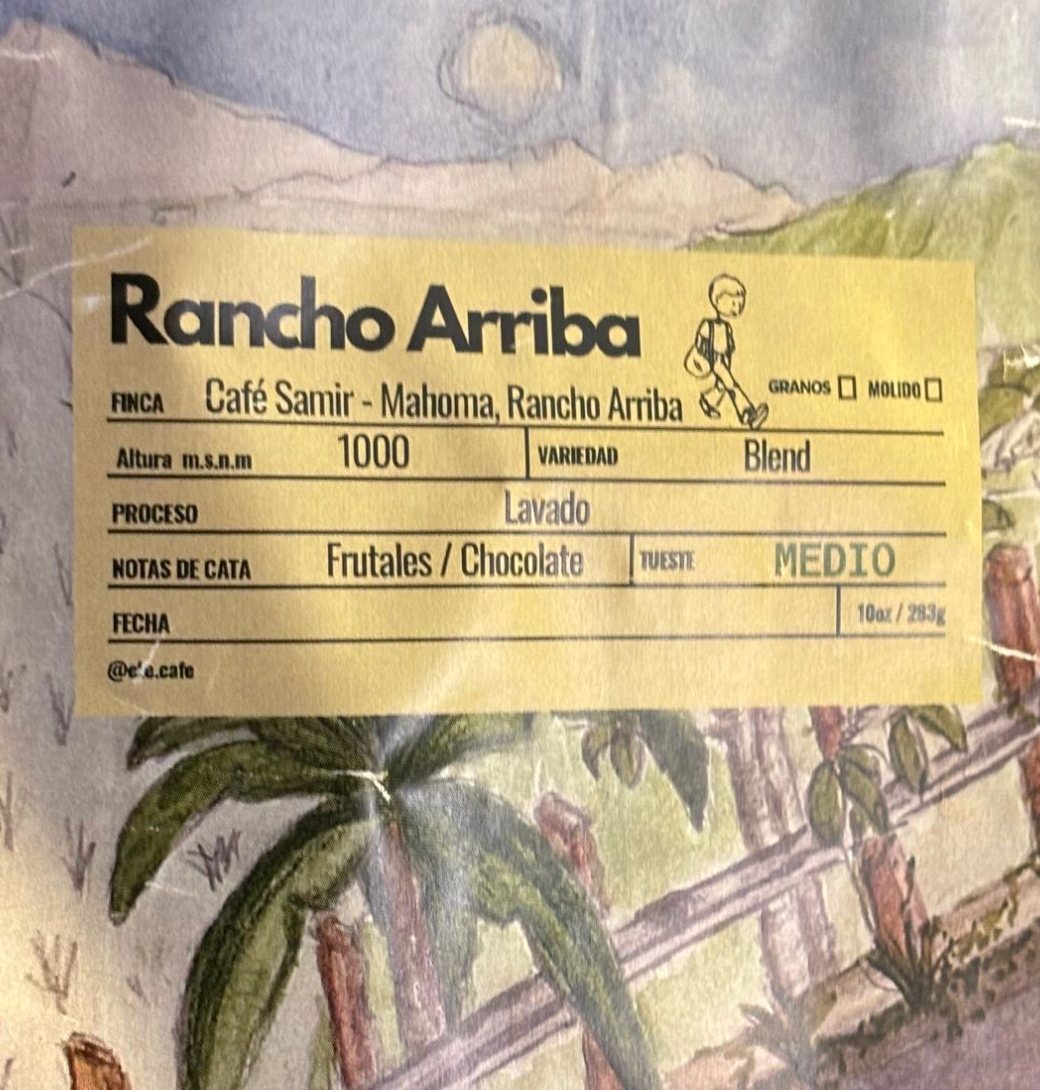 Rancho Arriba
GRANOS MOLIDO
FINCA Café Samir - Mahoma, Rancho Arriba
Altura m.s.n.m 1000 VARIEDAD Blend
PROCESO Lavado
NOTAS DE CATA Frutales / Chocolate TUESTE MEDIO
FECHA 10oz / 283g